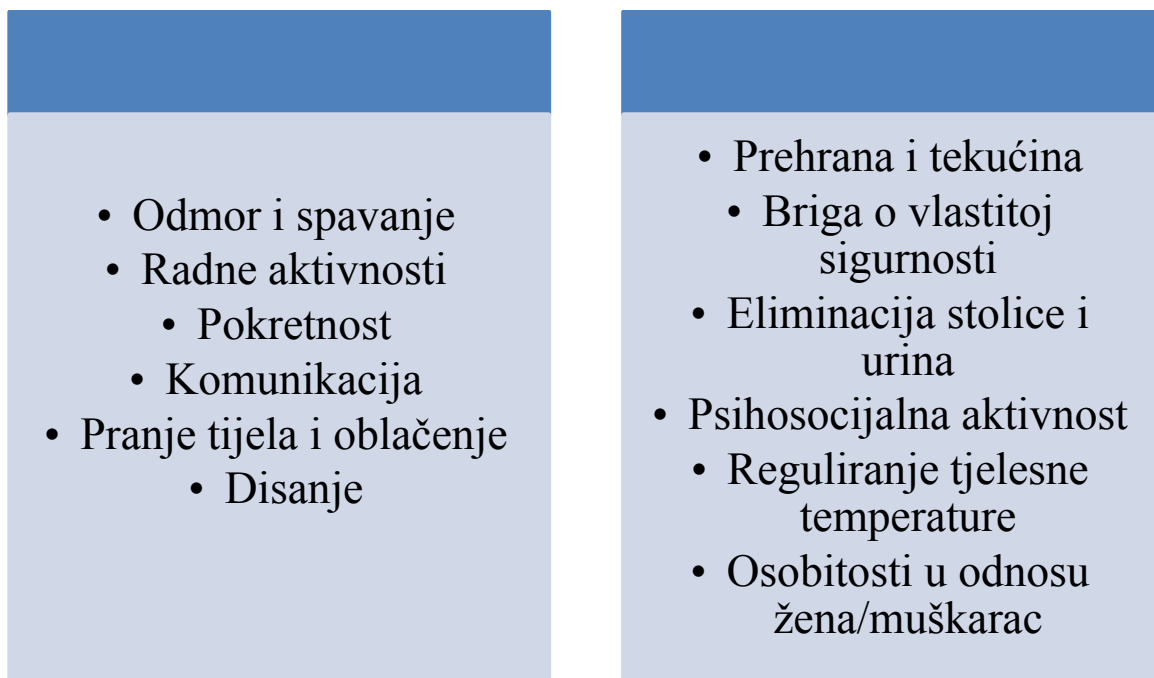 • Odmor i spavanje
• Radne aktivnosti
• Pokretnost
• Komunikacija
• Pranje tijela i oblačenje
• Disanje
• Prehrana i tekućina
• Briga o vlastitoj
sigurnosti
• Eliminacija stolice i
urina
• Psihosocijalna aktivnost
• Reguliranje tjelesne
temperature
• Osobitosti u odnosu
žena/muškarac